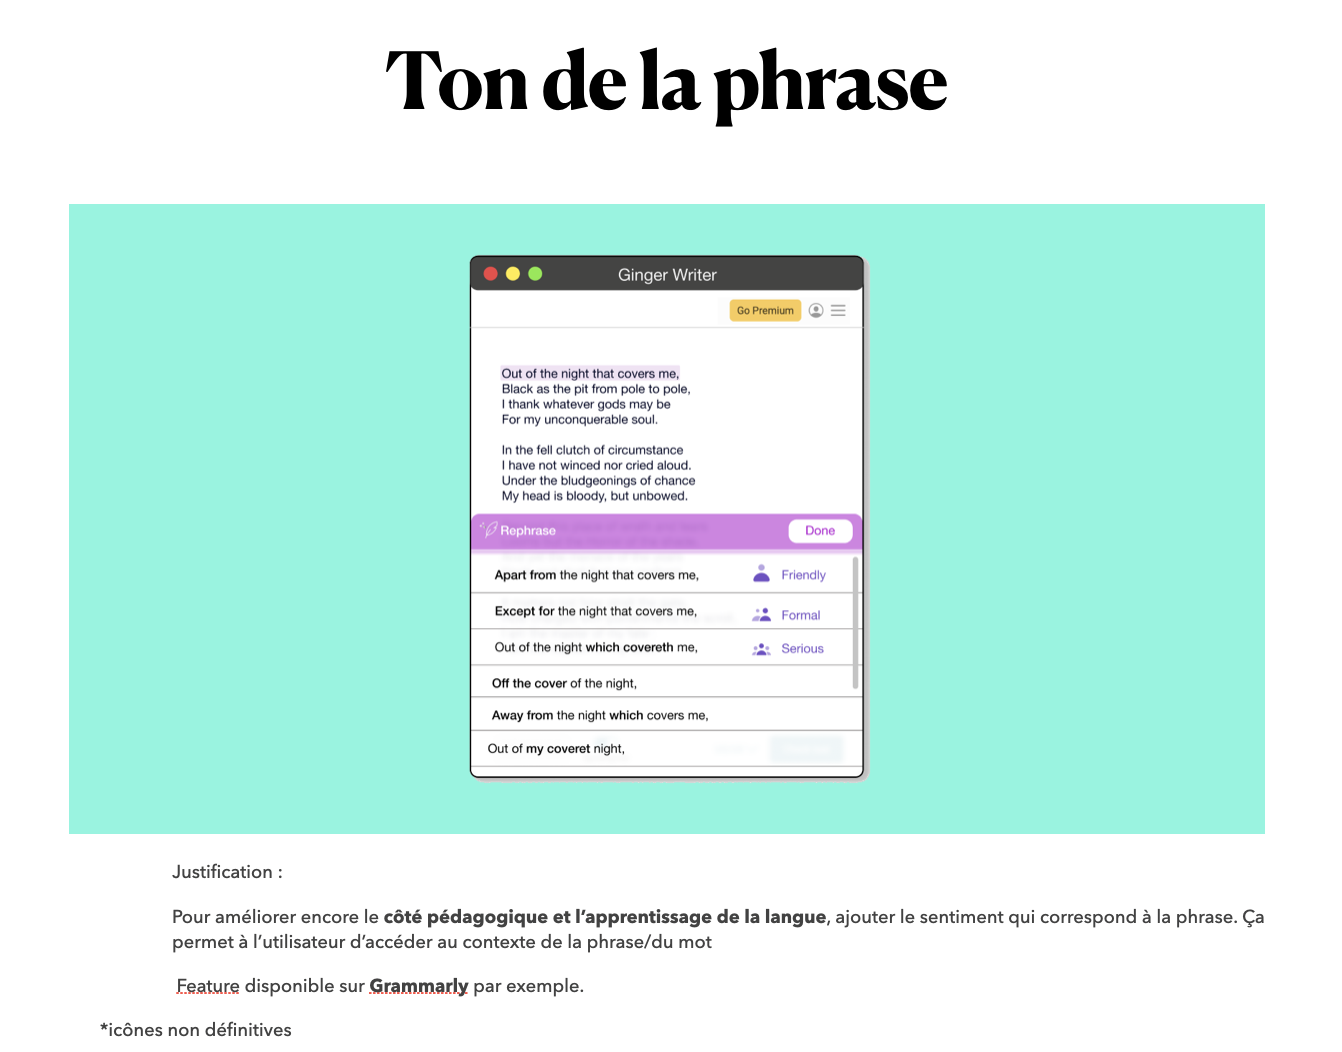 Ton de la phrase
Ginger Writer
Go Premium
Out of the night that covers me,
Black as the pit from pole to pole,
I thank whatever gods may be
For my unconquerable soul.
In the fell clutch of circumstance
I have not winced nor cried aloud.
Under the bludgeonings of chance
My head is bloody, but unbowed.
Rephrase
Done
Apart from the night that covers me,
Friendly
Except for the night that covers me,
Formal
Out of the night which covereth me,
Serious
Off the cover of the night,
Away from the night which covers me,
Out of my coveret night,
Justification :
Pour améliorer encore le côté pédagogique et l’apprentissage de la langue, ajouter le sentiment qui correspond à la phrase. Ça
permet à l’utilisateur d’accéder au contexte de la phrase/du mot
Feature disponible sur Grammarly par exemple.
*icônes non définitives